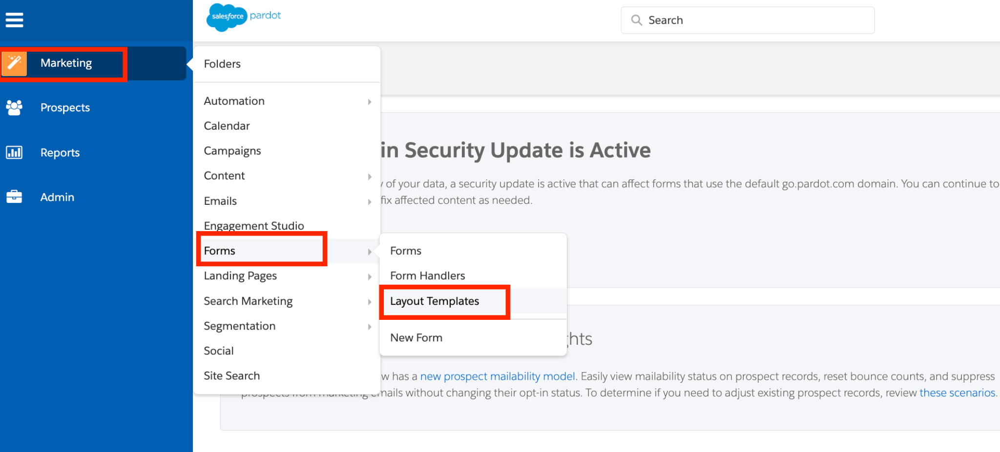 salesforce pardot
Search
Marketing
Prospects
Reports
Admin
Folders
Automation
Calendar
Campaigns
Content
Emails
Engagement Studio
Forms
Landing Pages
Search Marketing
Segmentation
Social
Site Search
Forms
Form Handlers
Layout Templates
New Form
in Security Update is Active
of your data, a security update is active that can affect forms that use the default go.pardot.com domain. You can continue to
fix affected content as needed.
hts
w has a new prospect mailability model. Easily view mailability status on prospect records, reset bounce counts, and suppress
prospects from marketing emails without changing their opt-in status. To determine if you need to adjust existing prospect records, review these scenarios.